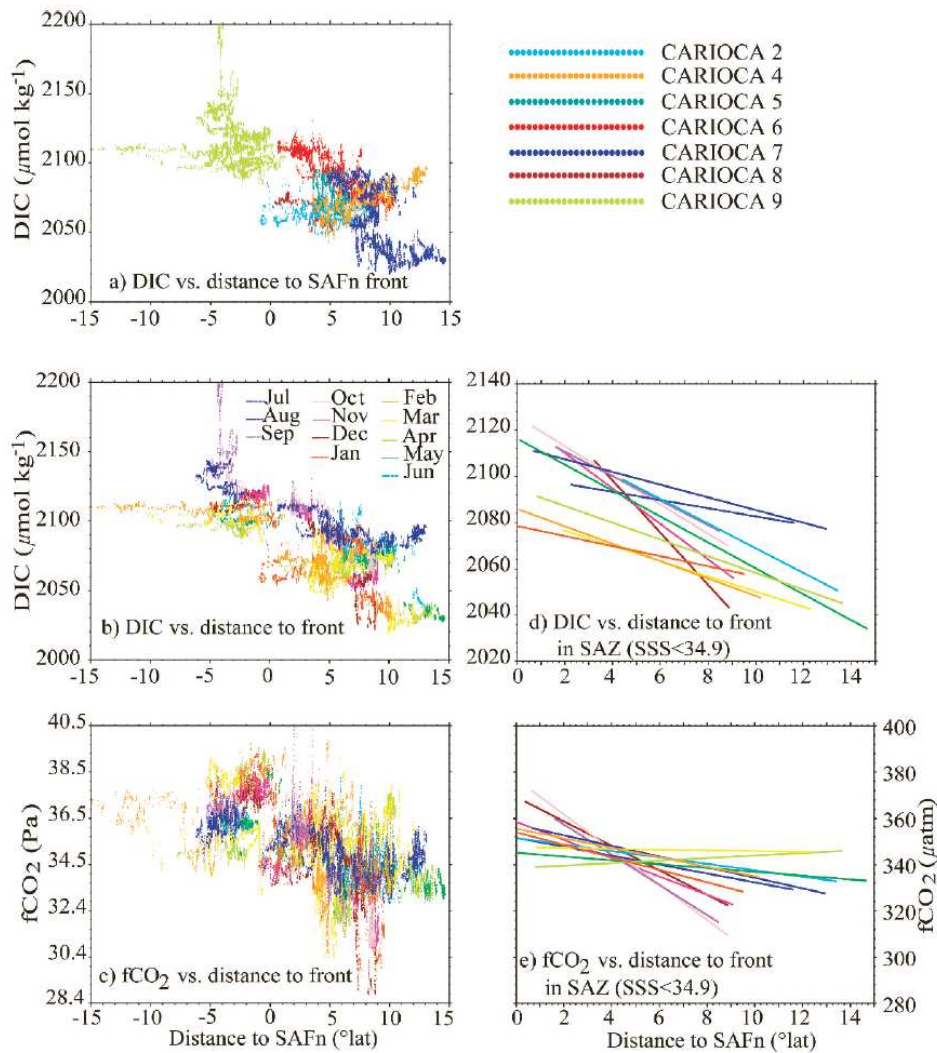 2200
2150
2100
2050
2000
DIC (μmol kg⁻¹)
a) DIC vs. distance to SAFn front
-15 -10 -5 0 5 10 15
CARIOCA 2
CARIOCA 4
CARIOCA 5
CARIOCA 6
CARIOCA 7
CARIOCA 8
CARIOCA 9
2200
2150
2100
2050
2000
DIC (μmol kg⁻¹)
Jul Oct Feb
Aug Nov Mar
Sep Dec Apr
Jan May
Jun
b) DIC vs. distance to front
-15 -10 -5 0 5 10 15
2140
2120
2100
2080
2060
2040
2020
d) DIC vs. distance to front
in SAZ (SSS<34.9)
0 2 4 6 8 10 12 14
40.5
38.5
36.5
34.5
32.4
30.4
28.4
fCO₂ (Pa)
c) fCO₂ vs. distance to front
-15 -10 -5 0 5 10 15
Distance to SAFn (°lat)
400
380
360
340
320
300
280
fCO₂ (μatm)
e) fCO₂ vs. distance to front
in SAZ (SSS<34.9)
0 2 4 6 8 10 12 14
Distance to SAFn (°lat)